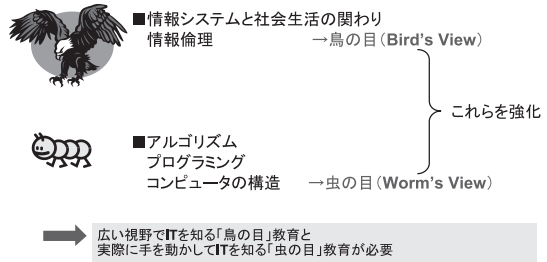 ■情報システムと社会生活の関わり
情報倫理 →鳥の目(Bird's View)
これらを強化
■アルゴリズム
プログラミング
コンピュータの構造 →虫の目(Worm's View)
広い視野でITを知る「鳥の目」教育と
実際に手を動かしてITを知る「虫の目」教育が必要